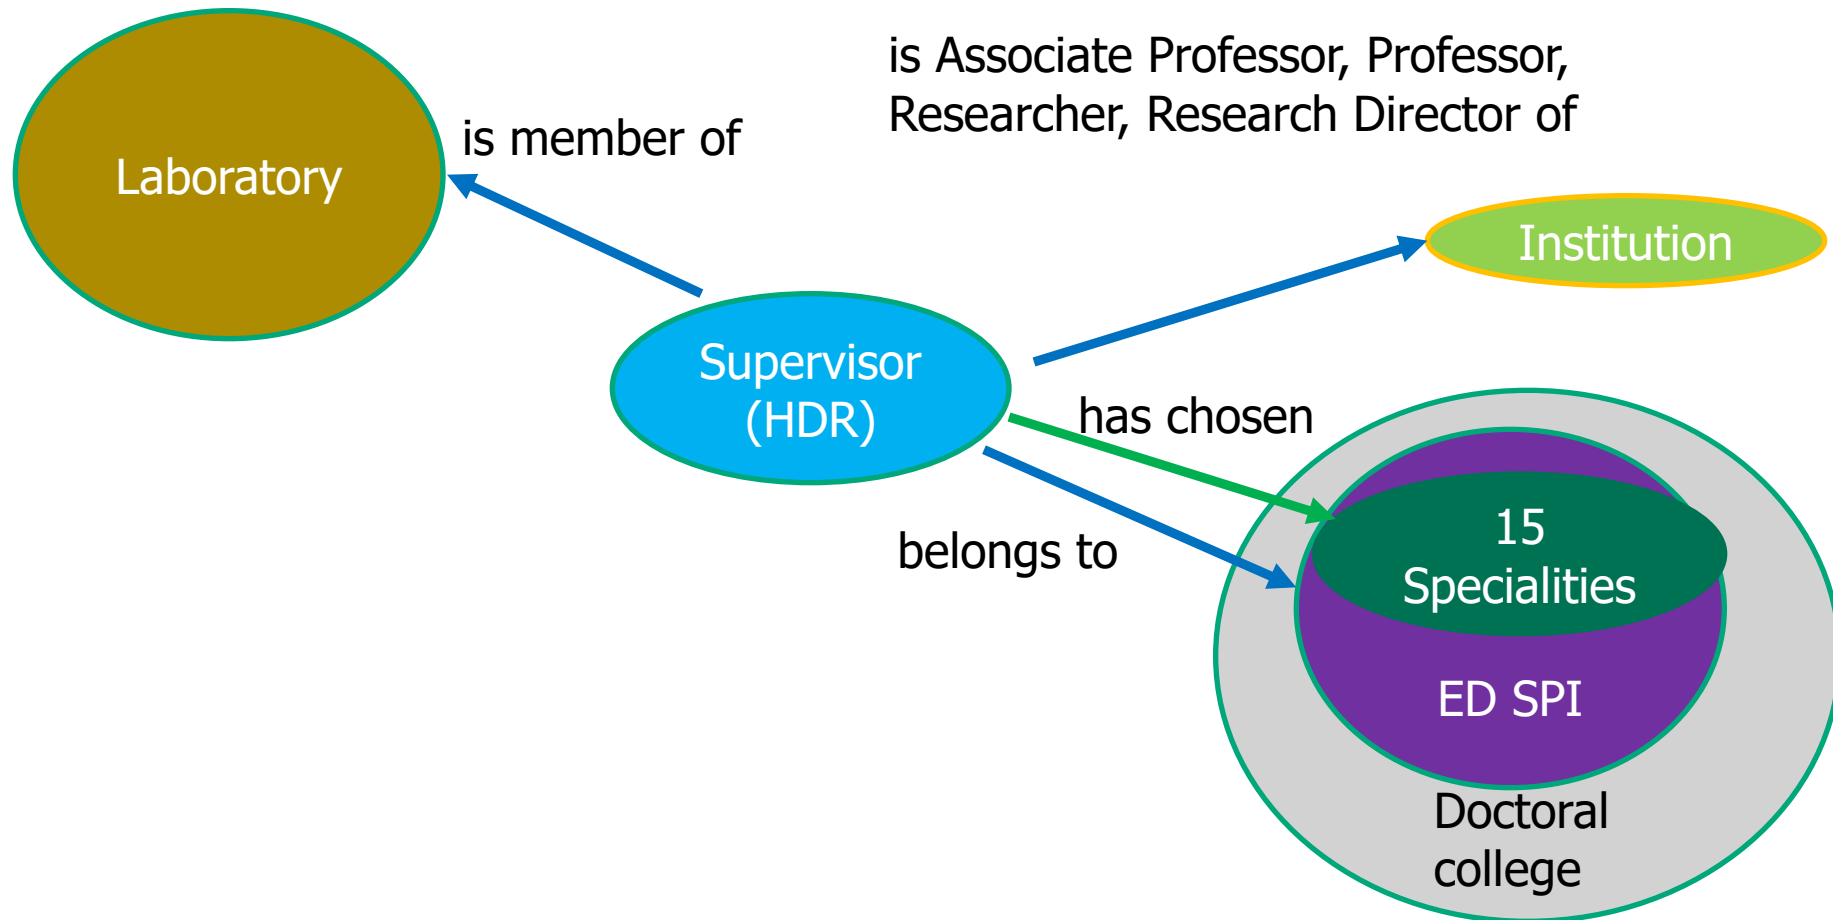 is Associate Professor, Professor,
Researcher, Research Director of
is member of
Laboratory
Institution
Supervisor
(HDR)
has chosen
belongs to
15
Specialities
ED SPI
Doctoral
college